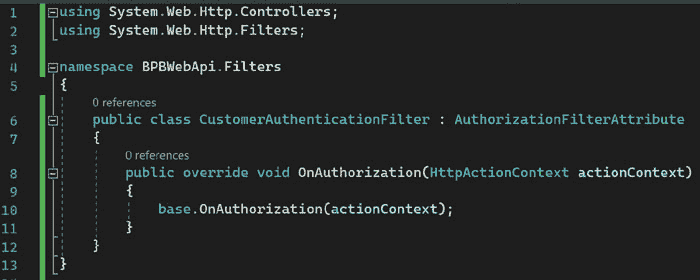 1 using System.Web.Http.Controllers;
2 using System.Web.Http.Filters;
3
4 namespace BPBWebApi.Filters
5 {
0 references
6 public class CustomerAuthenticationFilter : AuthorizationFilterAttribute
7 {
0 references
8 public override void OnAuthorization(HttpActionContext actionContext)
9 {
10 base.OnAuthorization(actionContext);
11 }
12 }
13 }